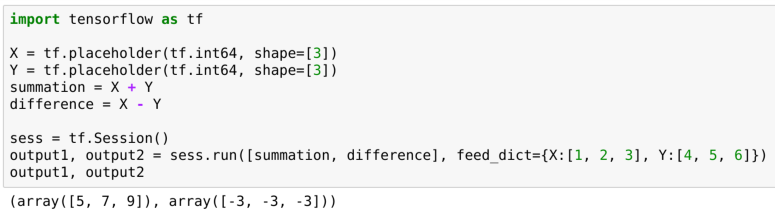 import tensorflow as tf
X = tf.placeholder(tf.int64, shape=[3])
Y = tf.placeholder(tf.int64, shape=[3])
summation = X + Y
difference = X - Y
sess = tf.Session()
output1, output2 = sess.run([summation, difference], feed_dict={X:[1, 2, 3], Y:[4, 5, 6]})
output1, output2
(array([5, 7, 9]), array([-3, -3, -3]))